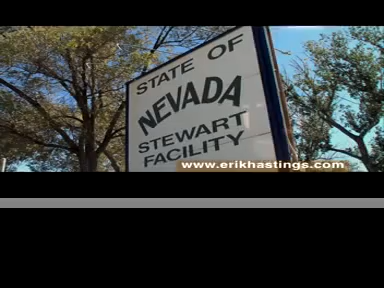 STATE OF
NEVADA
STEWART
FACILITY
www.erikhastings.com